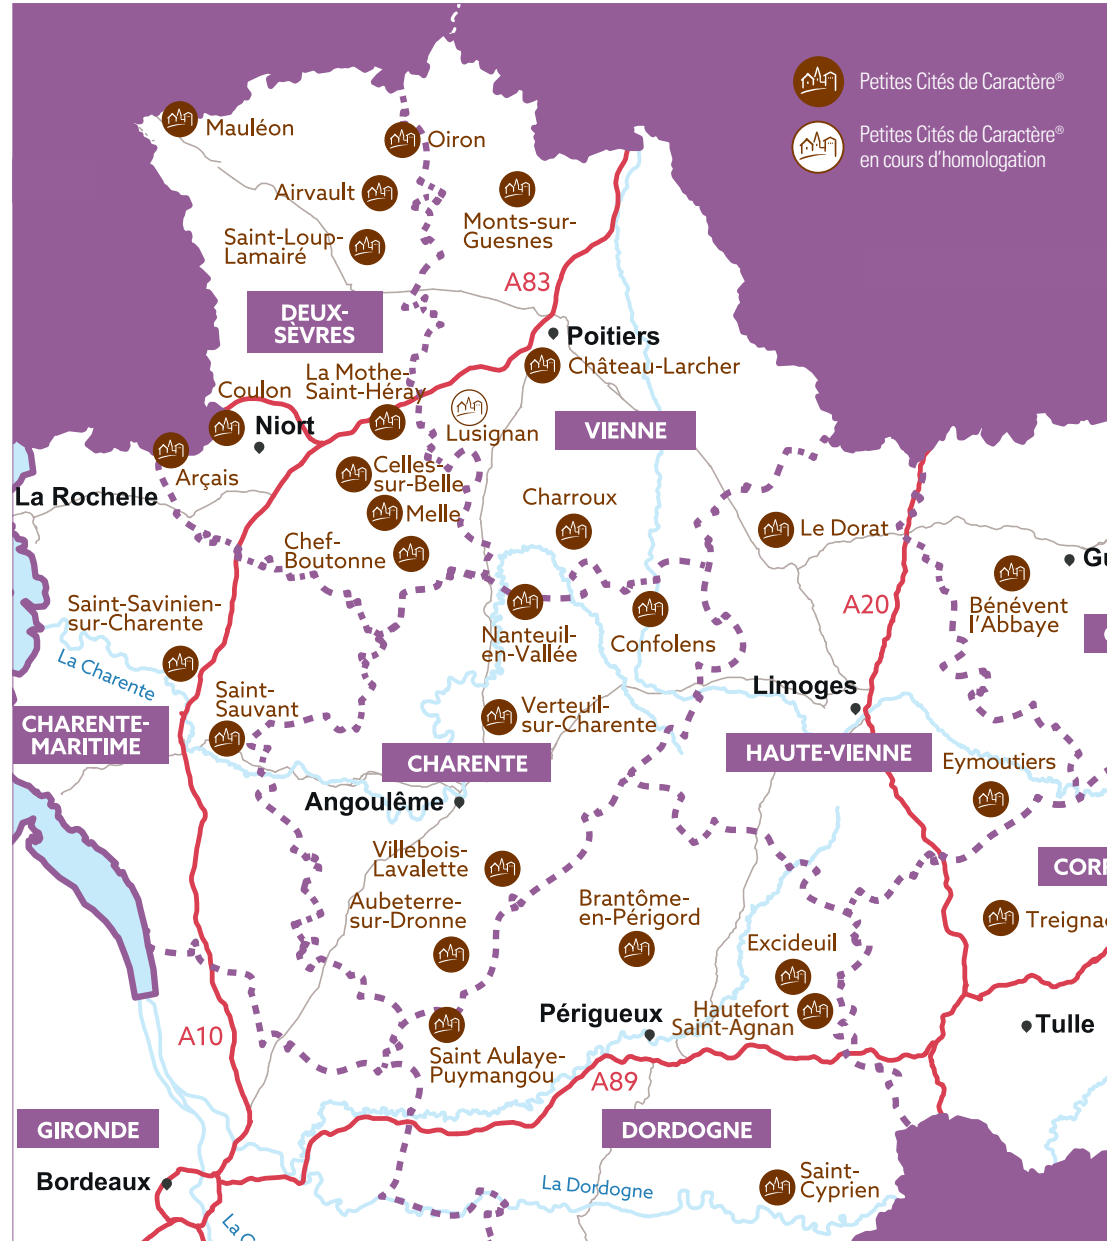 Petites Cités de Caractère®
Petites Cités de Caractère®
en cours d'homologation
Mauléon
Oiron
Airvault
Monts-sur-
Guesnes
Saint-Loup-
Lamairé
A83
DEUX-
SÈVRES
Poitiers
Château-Larcher
La Mothe-
Saint-Héray
Coulon
Niort
Lusignan
VIENNE
Arçais
Celles-
sur-Belle
La Rochelle
Melle
Charroux
Le Dorat
Chef-
Boutonne
Gu
Saint-Savinien-
sur-Charente
Nanteuil-
en-Vallée
Confolens
A20
Bénévent
l'Abbaye
La Charente
Saint-
Sauvant
Limoges
Verteuil-
sur-Charente
CHARENTE-
MARITIME
CHARENTE
HAUTE-VIENNE
Eymoutiers
Angoulême
Villebois-
Lavalette
CORR
Aubeterre-
sur-Dronne
Brantôme-
en-Périgord
Treignac
Excideuil
Hautefort
Saint-Agnan
Périgueux
Tulle
A10
Saint Aulaye-
Puymangou
A89
GIRONDE
DORDOGNE
Bordeaux
La Dordogne
Saint-
Cyprien
La G